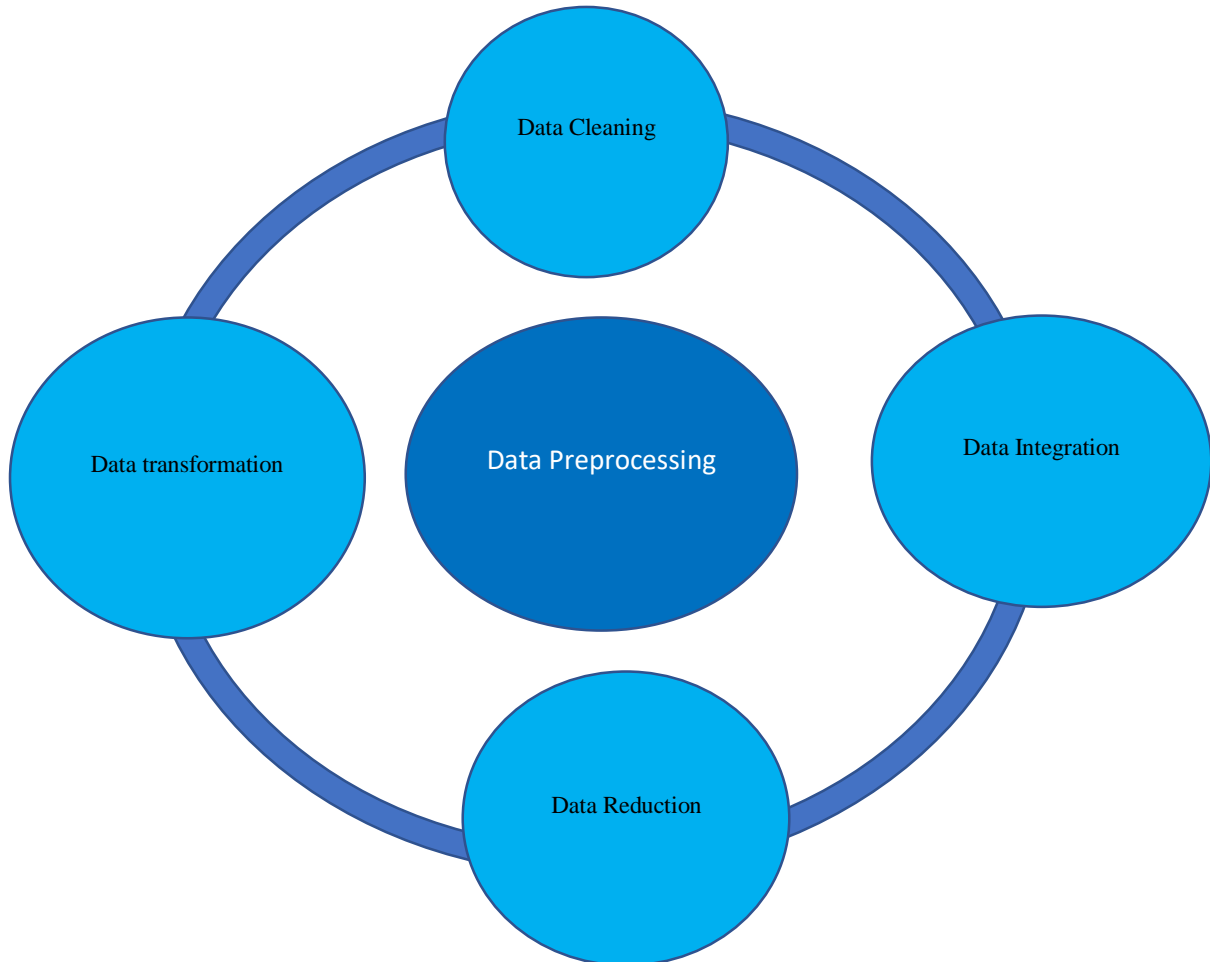 Data Cleaning
Data transformation
Data Preprocessing
Data Integration
Data Reduction